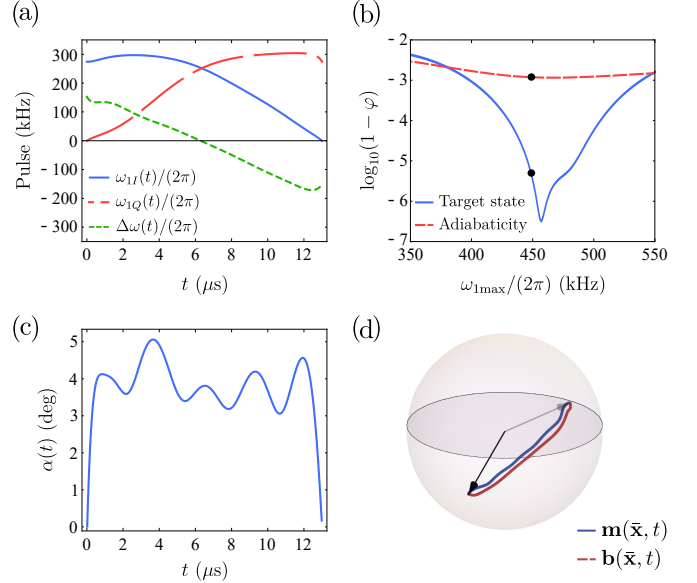 (a)
300
200
100
0
- 100
- 200
- 300
Pulse (kHz)
ω1I(t)/(2π)
ω1Q(t)/(2π)
Δω(t)/(2π)
0 2 4 6 8 10 12
t (μs)
(b)
- 2
- 3
- 4
- 5
- 6
- 7
log10(1 − φ)
Target state
Adiabaticity
350 400 450 500 550
ω1max/(2π) (kHz)
(c)
5
4
3
2
1
0
α(t) (deg)
0 2 4 6 8 10 12
t (μs)
(d)
m(x̄, t)
b(x̄, t)